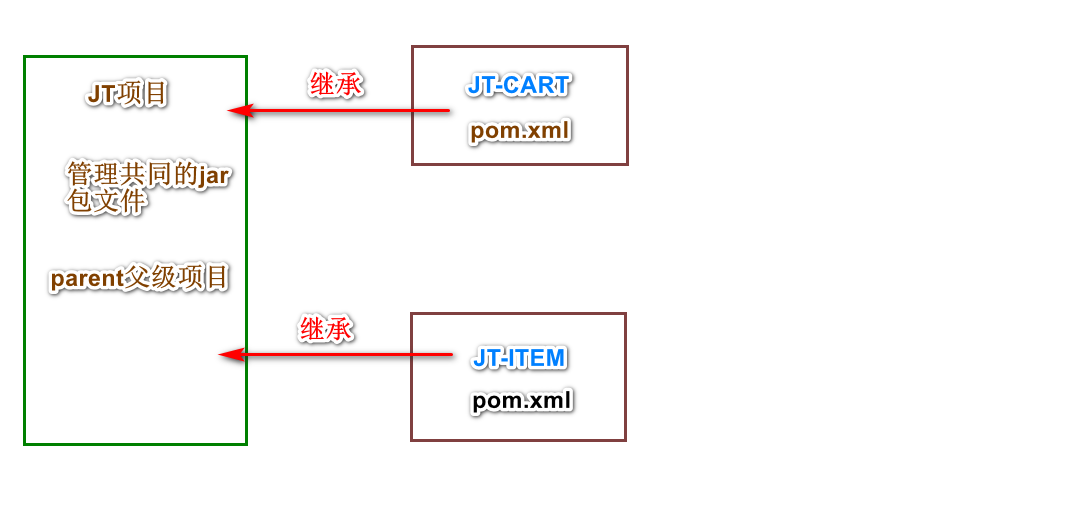 JT项目
管理共同的jar
包文件
parent父级项目
继承
JT-CART
pom.xml
继承
JT-ITEM
pom.xml